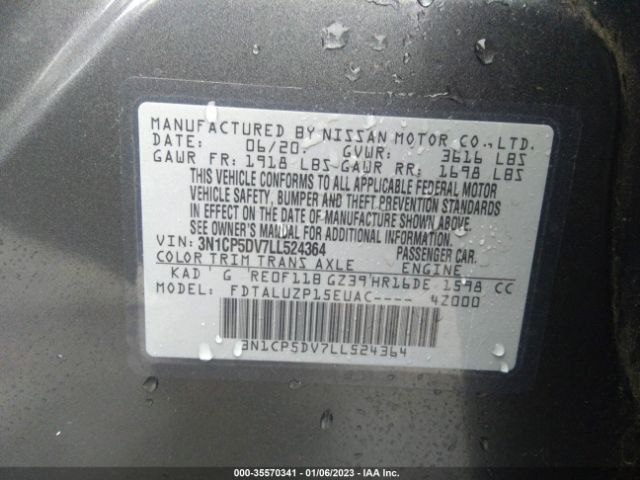 MANUFACTURED BY NISSAN MOTOR CO., LTD.
DATE: 06/20 GVWR: 3616 LBS
GAWR FR: 1918 LBS GAWR RR: 1698 LBS
THIS VEHICLE CONFORMS TO ALL APPLICABLE FEDERAL MOTOR
VEHICLE SAFETY, BUMPER AND THEFT PREVENTION STANDARDS
IN EFFECT ON THE DATE OF MANUFACTURE SHOWN ABOVE.
SEE OWNER'S MANUAL FOR ADDITIONAL INFORMATION.
VIN: 3N1CP5DV7LL524364 PASSENGER CAR
COLOR TRIM TRANS AXLE ENGINE
KAD G RE0F11B GZ39 HR16DE 1598 CC
MODEL: FDTALUZP15EUAC---- 4Z000
3N1CP5DV7LL524364
000-35570341 | 01/06/2023 - IAA Inc.